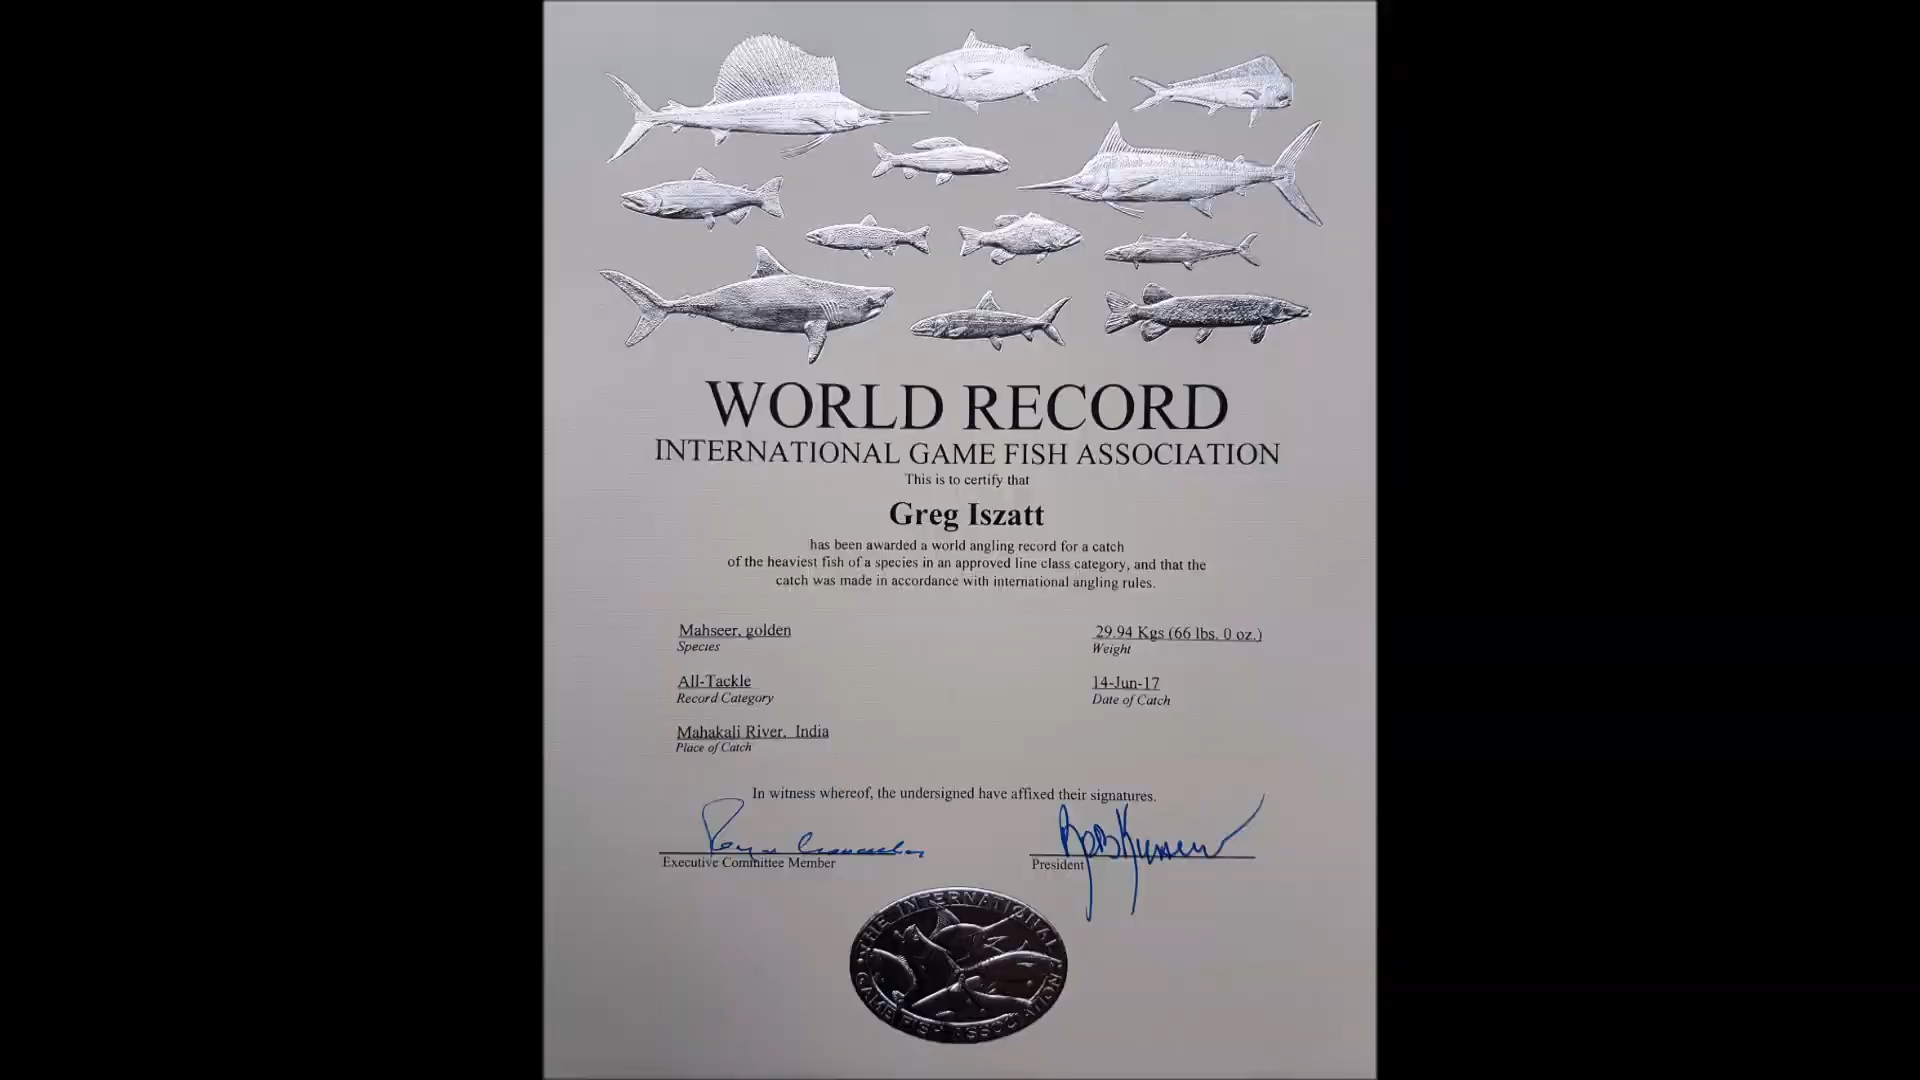 WORLD RECORD
INTERNATIONAL GAME FISH ASSOCIATION
This is to certify that
Greg Iszatt
has been awarded a world angling record for a catch
of the heaviest fish of a species in an approved line class category, and that the
catch was made in accordance with international angling rules.
Mahseer, golden
Species
29.94 Kgs (66 lbs. 0 oz.)
Weight
All-Tackle
Record Category
14-Jun-17
Date of Catch
Mahakali River, India
Place of Catch
In witness whereof, the undersigned have affixed their signatures.
Executive Committee Member
President
THE INTERNATIONAL
GAME FISH ASSOCIATION